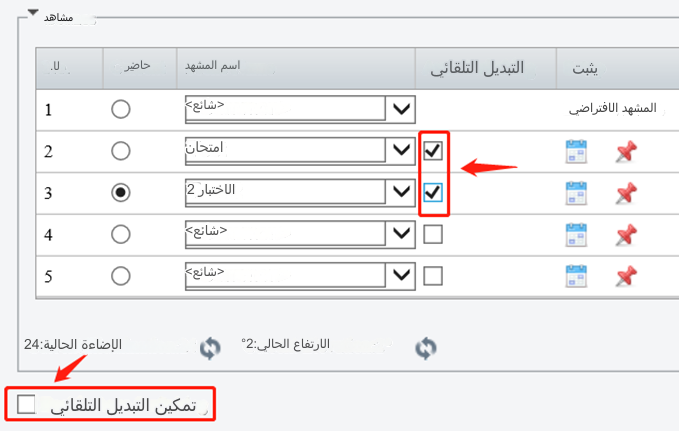 مشاهد
لا. حاضِر اسم المشهد التبديل التلقائي يثبت
1 <شائع> المشهد الافتراضي
2 امتحان
3 الاختبار 2
4 <شائع>
5 <شائع>
الإضاءة الحالية:24 الارتفاع الحالي:2°
تمكين التبديل التلقائي